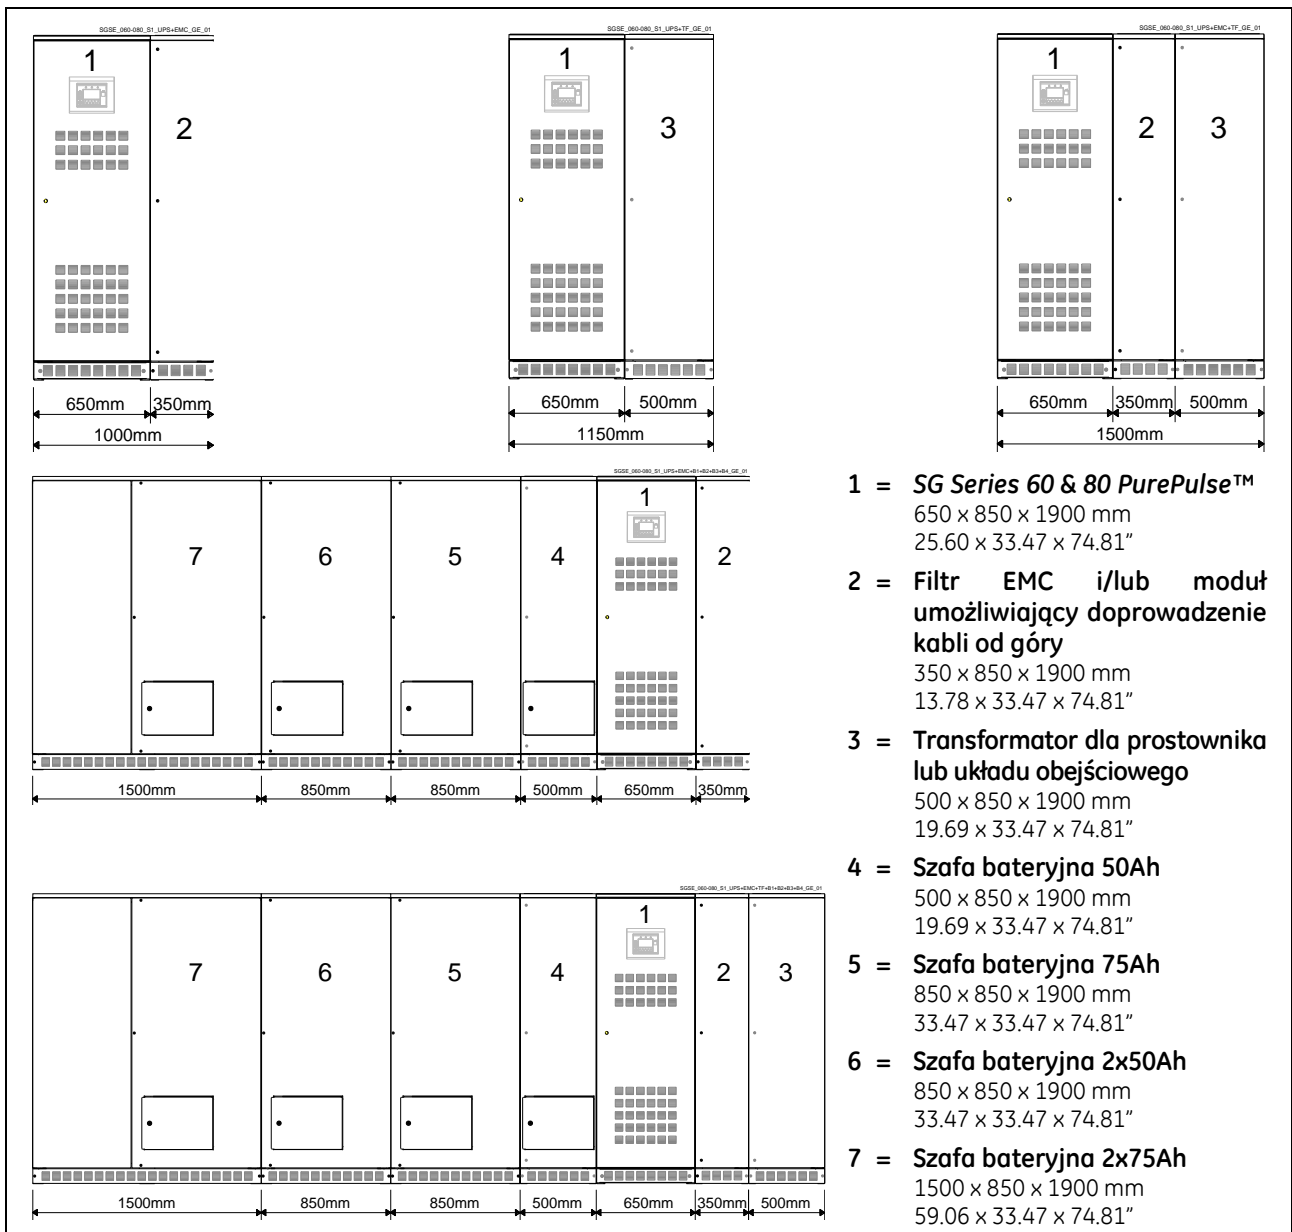 SGSE_060-080_S1_UPS+EMC_GE_01
1
2
650mm 350mm
1000mm
SGSE_060-080_S1_UPS+TF_GE_01
1
3
650mm 500mm
1150mm
SGSE_060-080_S1_UPS+EMC+TF_GE_01
1
2 3
650mm 350mm 500mm
1500mm
SGSE_060-080_S1_UPS+EMC+B1+B2+B3+B4_GE_01
1
7 6 5 4 2
1500mm 850mm 850mm 500mm 650mm 350mm
SGSE_060-080_S1_UPS+EMC+TF+B1+B2+B3+B4_GE_01
1
7 6 5 4 2 3
1500mm 850mm 850mm 500mm 650mm 350mm 500mm
1 = SG Series 60 & 80 PurePulse™
650 x 850 x 1900 mm
25.60 x 33.47 x 74.81”
2 = Filtr EMC i/lub moduł
umożliwiający doprowadzenie
kabli od góry
350 x 850 x 1900 mm
13.78 x 33.47 x 74.81”
3 = Transformator dla prostownika
lub układu obejściowego
500 x 850 x 1900 mm
19.69 x 33.47 x 74.81”
4 = Szafa bateryjna 50Ah
500 x 850 x 1900 mm
19.69 x 33.47 x 74.81”
5 = Szafa bateryjna 75Ah
850 x 850 x 1900 mm
33.47 x 33.47 x 74.81”
6 = Szafa bateryjna 2x50Ah
850 x 850 x 1900 mm
33.47 x 33.47 x 74.81”
7 = Szafa bateryjna 2x75Ah
1500 x 850 x 1900 mm
59.06 x 33.47 x 74.81”